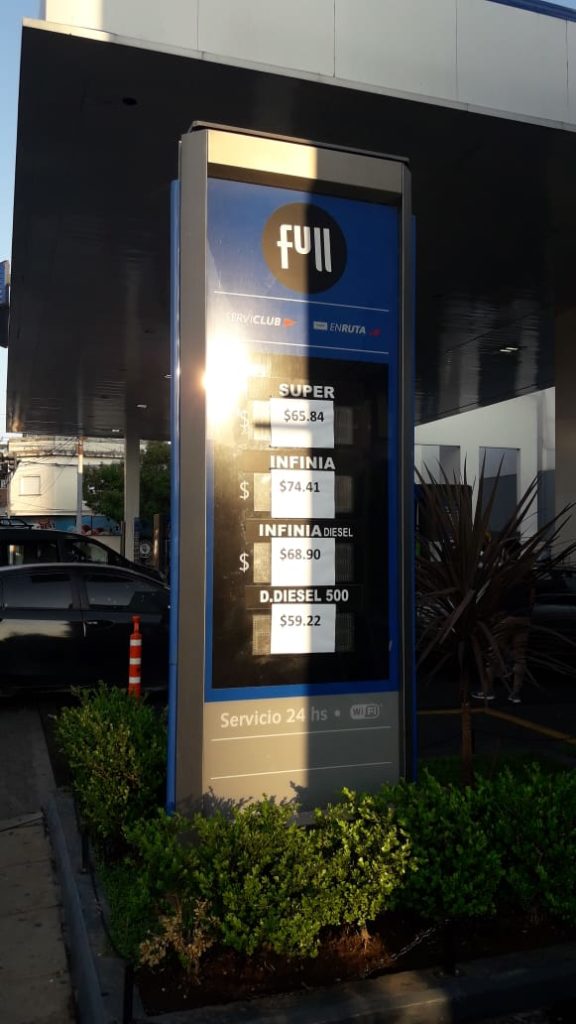 full
SERVICLUB
ENRUTA
SUPER
$ $65.84
INFINIA
$ $74.41
INFINIA DIESEL
$ $68.90
D.DIESEL 500
$59.22
Servicio 24 hs • WiFi